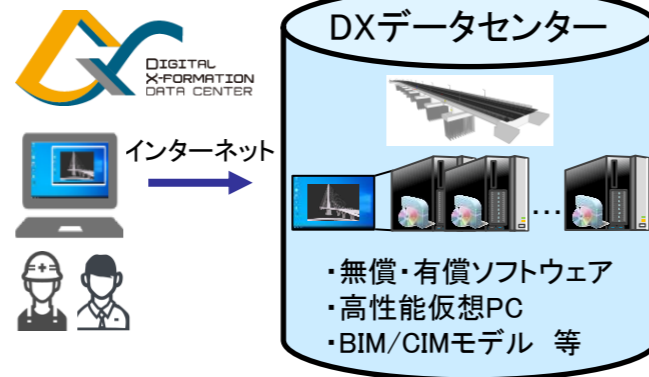 DIGITAL
X-FORMATION
DATA CENTER
インターネット
DXデータセンター
...
・無償・有償ソフトウェア
・高性能仮想PC
・BIM/CIMモデル 等